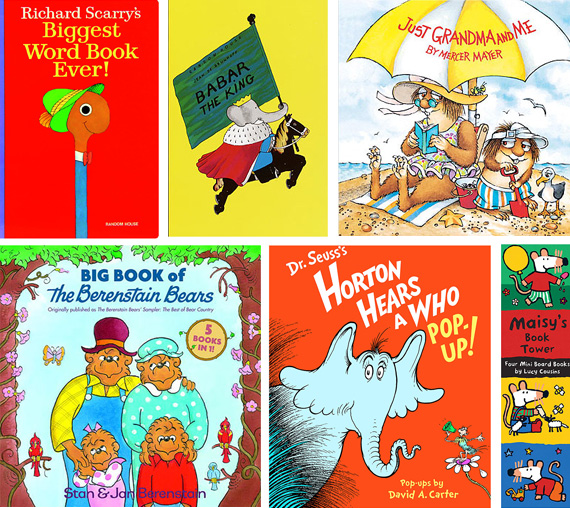 Richard Scarry's
Biggest
Word Book
Ever!
RANDOM HOUSE
BABAR
THE KING
JUST GRANDMA AND ME
BY MERCER MAYER
BIG BOOK of
The Berenstain Bears
Originally published as The Berenstain Bears' Sampler: The Best of Bear Country
5
BOOKS
IN 1!
Stan & Jan Berenstain
Dr. Seuss's
HORTON
HEARS
A WHO
POP-
UP!
Pop-ups by
David A. Carter
Maisy's
Book
Tower
Four Mini Board Books
by Lucy Cousins